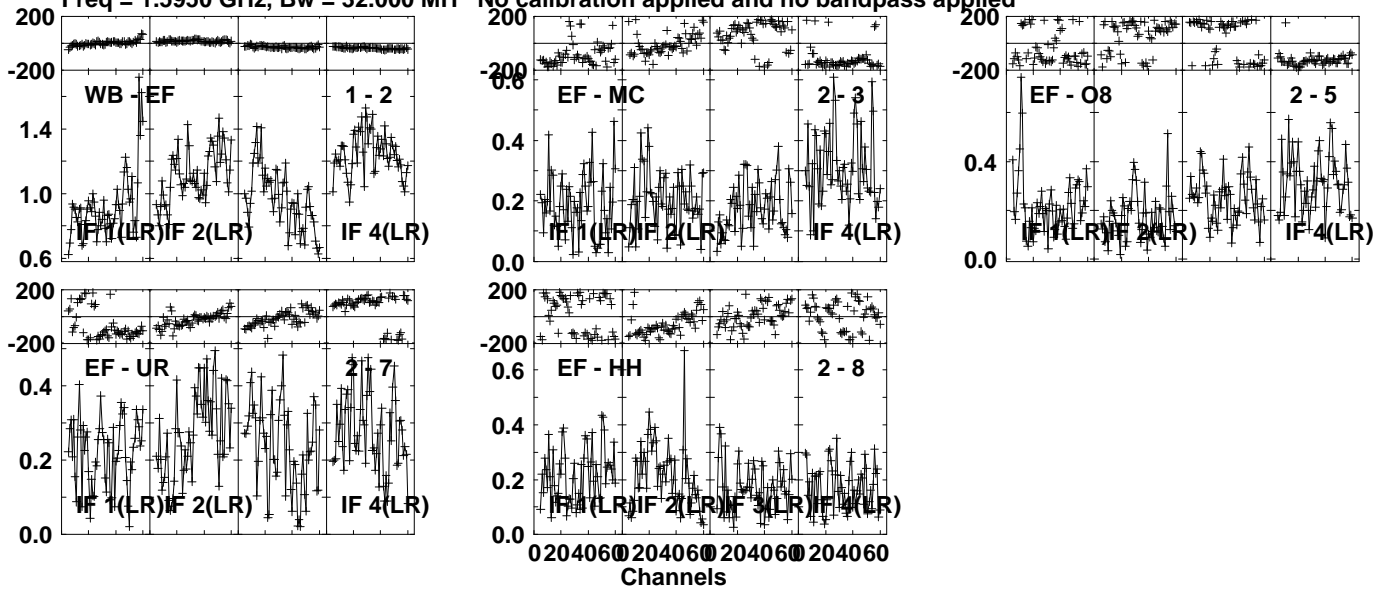 Freq = 1.5950 GHz, Bw = 32.000 MH No calibration applied and no bandpass applied
200
-200
WB - EF 1 - 2
1.4
1.0
0.6
IF 1(LR) IF 2(LR) IF 4(LR)
200
-200
0.6
EF - MC 2 - 3
0.4
0.2
0.0
IF 1(LR) IF 2(LR) IF 4(LR)
200
-200
EF - O8 2 - 5
0.4
0.0
IF 1(LR) IF 2(LR) IF 4(LR)
200
-200
EF - UR 2 - 7
0.4
0.2
0.0
IF 1(LR) IF 2(LR) IF 4(LR)
200
-200
EF - HH 2 - 8
0.6
0.4
0.2
0.0
IF 1(LR) IF 2(LR) IF 3(LR) IF 4(LR)
0 20 40 60 0 20 40 60 0 20 40 60 0 20 40 60
Channels